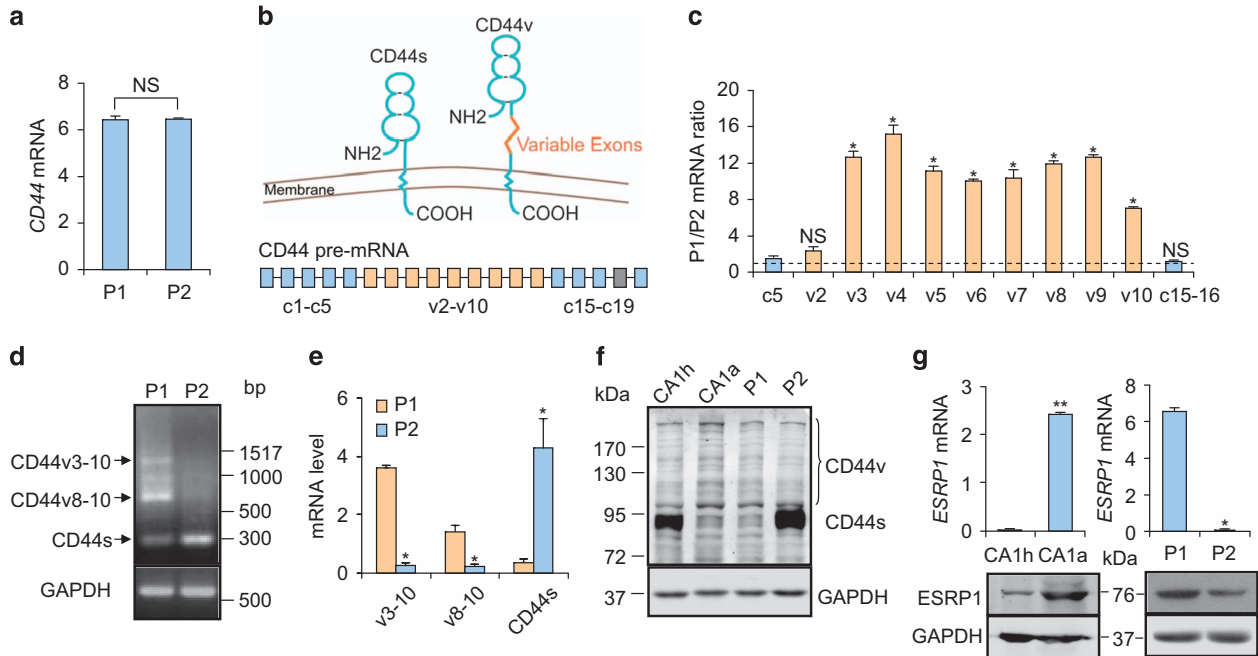 a
CD44 mRNA
8
6
4
2
0
NS
P1 P2
b
CD44s
CD44v
NH2
NH2
Variable Exons
Membrane
COOH
COOH
CD44 pre-mRNA
c1-c5 v2-v10 c15-c19
c
P1/P2 mRNA ratio
20
16
12
8
4
0
NS * * * * * * * * NS
c5 v2 v3 v4 v5 v6 v7 v8 v9 v10 c15-16
d
P1 P2 bp
CD44v3-10
CD44v8-10
CD44s
GAPDH
1517
1000
500
300
500
e
mRNA level
6
4
2
0
P1
P2
* * *
v3-10 v8-10 CD44s
f
kDa
CA1h CA1a P1 P2
170
130
95
72
37
CD44v
CD44s
GAPDH
g
ESRP1 mRNA
3
2
1
0
**
CA1h CA1a
ESRP1 mRNA
8
6
4
2
0
*
P1 P2
kDa
ESRP1
76
GAPDH
37